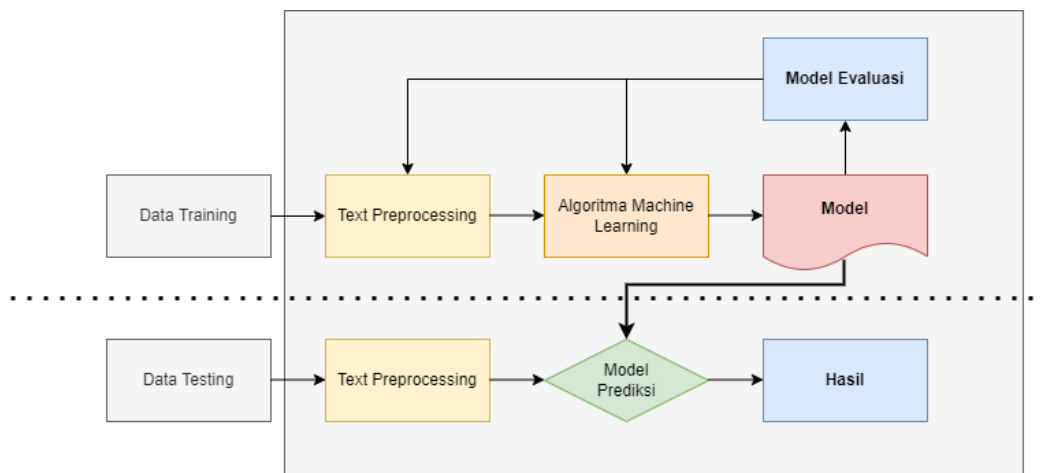 Model Evaluasi
Data Training
Text Preprocessing
Algoritma Machine
Learning
Model
Data Testing
Text Preprocessing
Model
Prediksi
Hasil